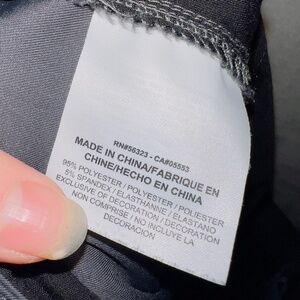 RN#56323 - CA#05553
MADE IN CHINA/FABRIQUE EN
CHINE/HECHO EN CHINA
95% POLYESTER / POLYESTER / POLIESTER
5% SPANDEX / ELASTHANNE / ELASTANO
EXCLUSIVE OF DECORATION / DECORATION
NON COMPRISE / NO INCLUYE LA
DECORACION